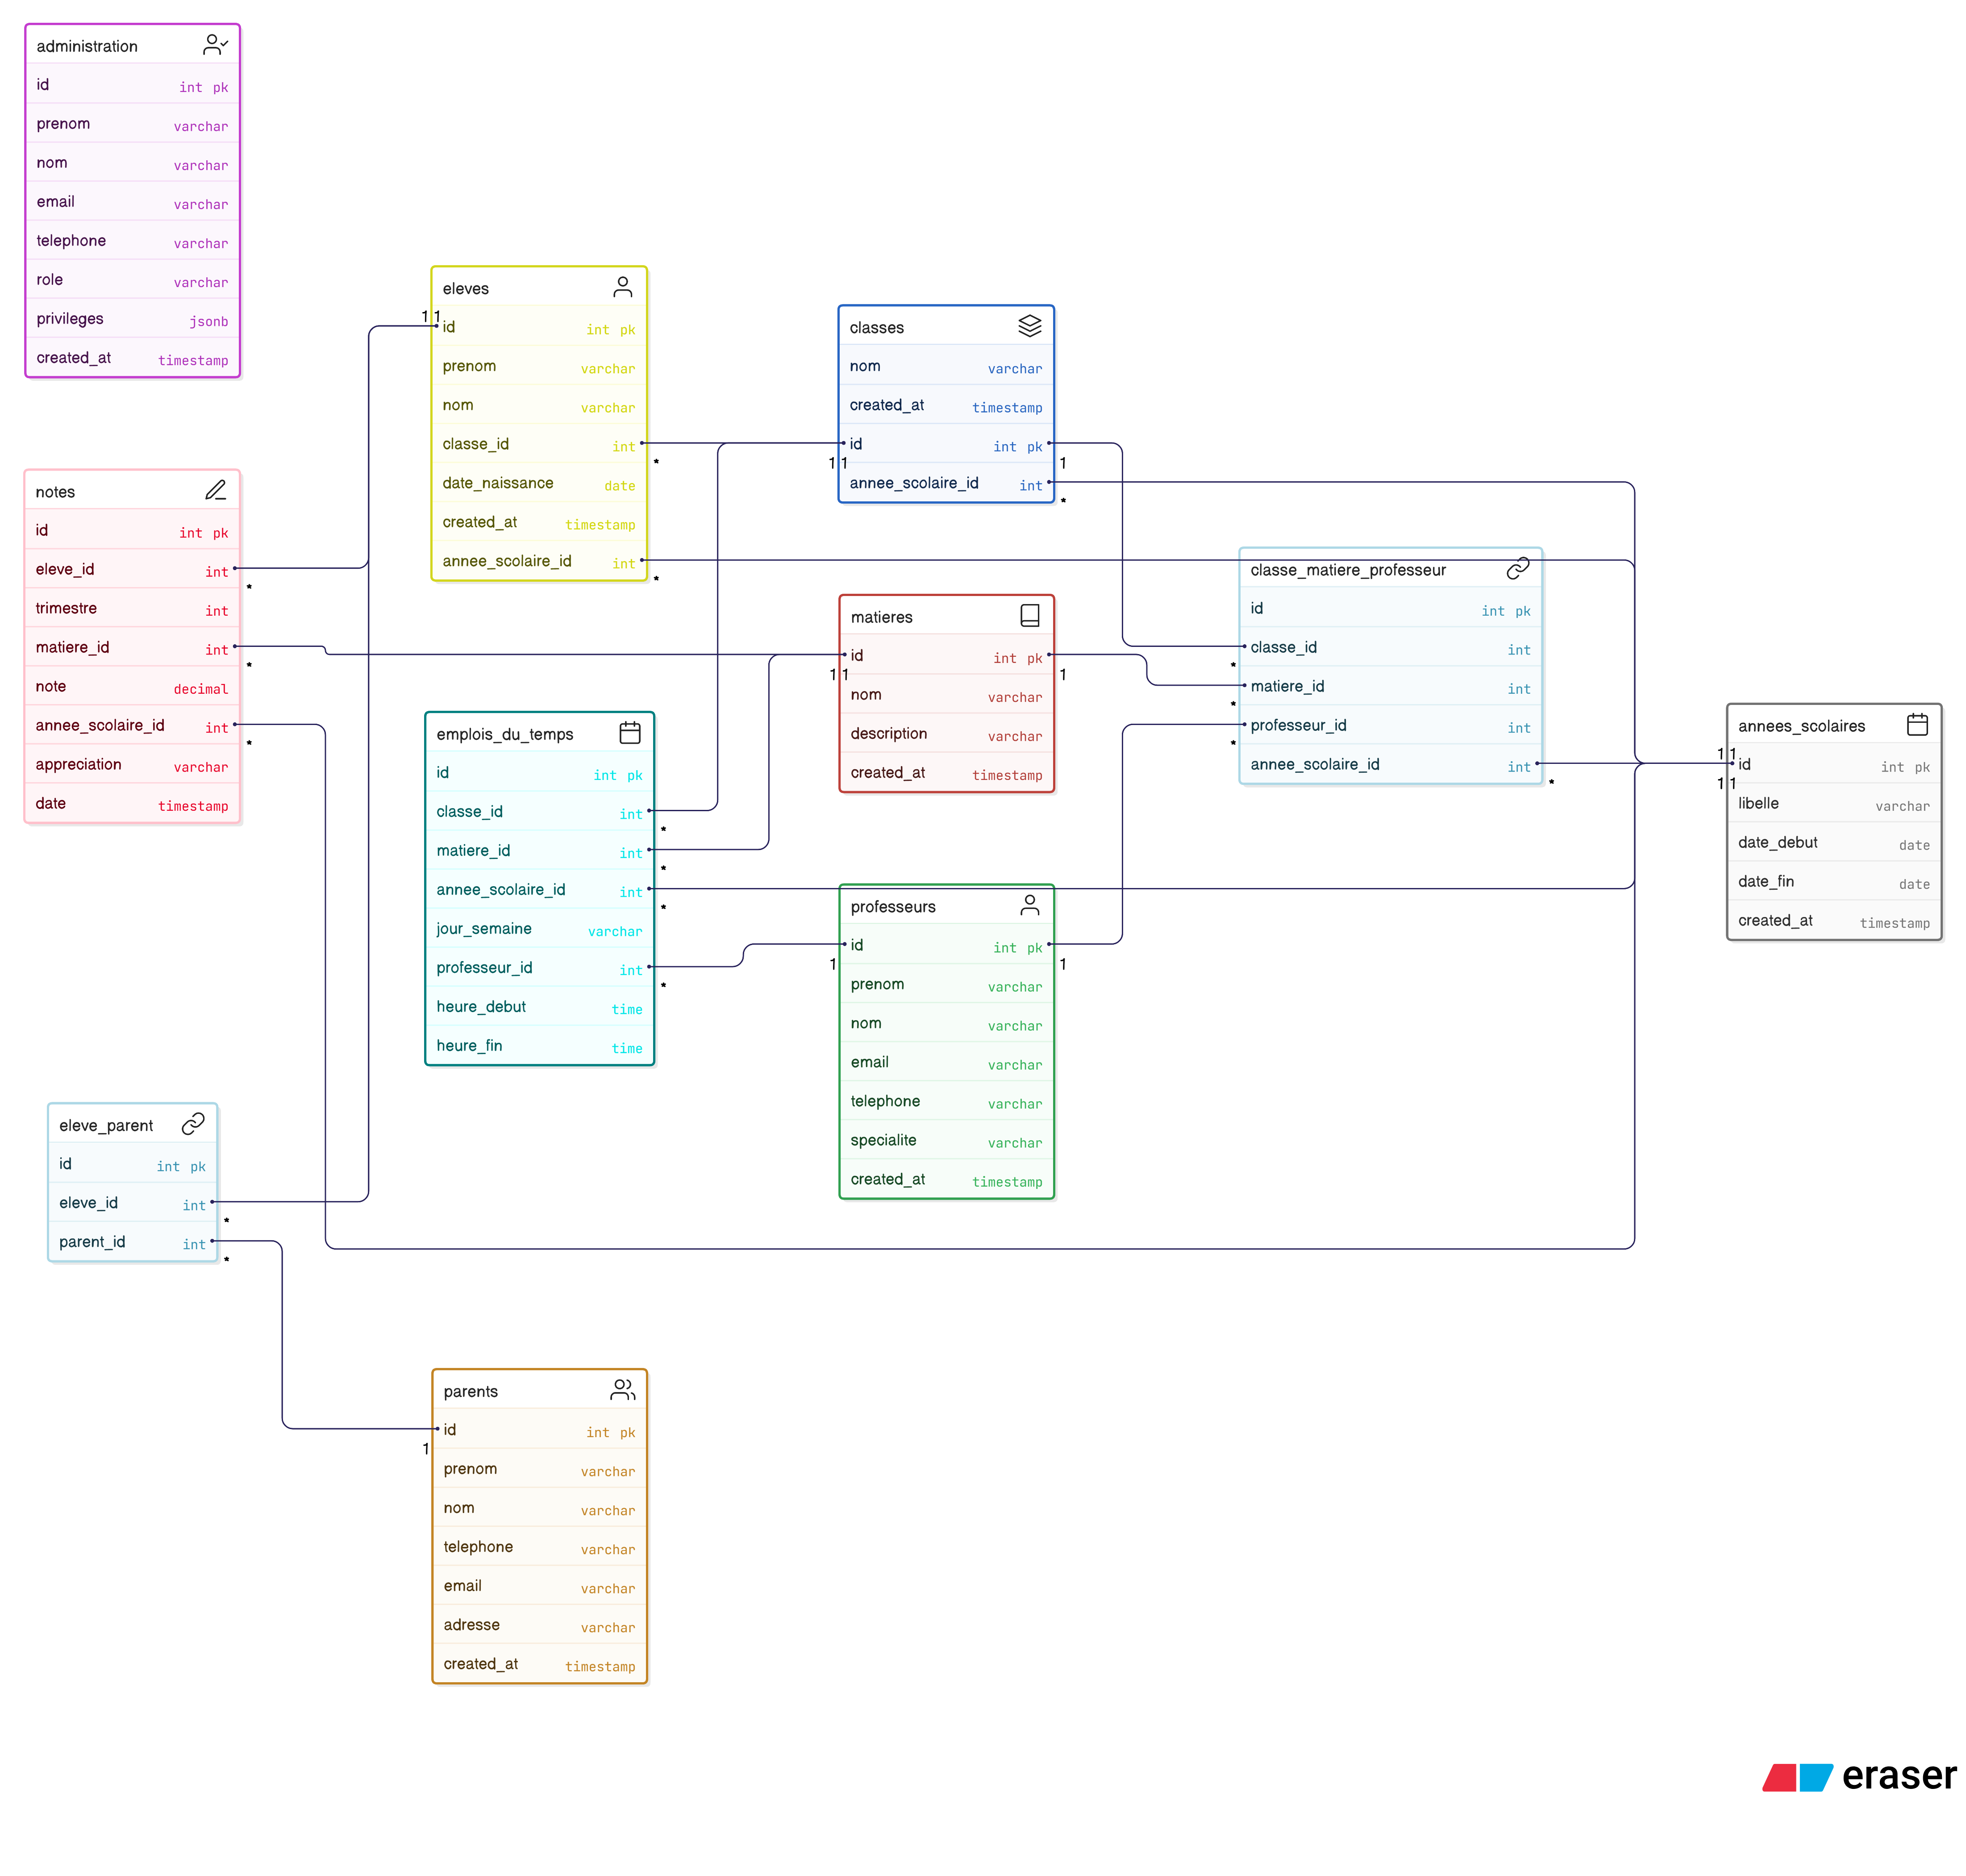 administration
id int pk
prenom varchar
nom varchar
email varchar
telephone varchar
role varchar
privileges jsonb
created_at timestamp
notes
id int pk
eleve_id int
*
trimestre int
matiere_id int
*
note decimal
annee_scolaire_id int
*
appreciation varchar
date timestamp
eleve_parent
id int pk
eleve_id int
*
parent_id int
*
eleves
1 1
id int pk
prenom varchar
nom varchar
classe_id int
*
date_naissance date
created_at timestamp
annee_scolaire_id int
*
emplois_du_temps
id int pk
classe_id int
*
matiere_id int
*
annee_scolaire_id int
*
jour_semaine varchar
professeur_id int
*
heure_debut time
heure_fin time
parents
id int pk
1
prenom varchar
nom varchar
telephone varchar
email varchar
adresse varchar
created_at timestamp
classes
nom varchar
created_at timestamp
id int pk
1 1 1
annee_scolaire_id int
*
matieres
id int pk
1 1 1
nom varchar
description varchar
created_at timestamp
professeurs
id int pk
1 1
prenom varchar
nom varchar
email varchar
telephone varchar
specialite varchar
created_at timestamp
classe_matiere_professeur
id int pk
classe_id int
*
matiere_id int
*
professeur_id int
*
annee_scolaire_id int
*
annees_scolaires
1 1
id int pk
1 1
libelle varchar
date_debut date
date_fin date
created_at timestamp
eraser